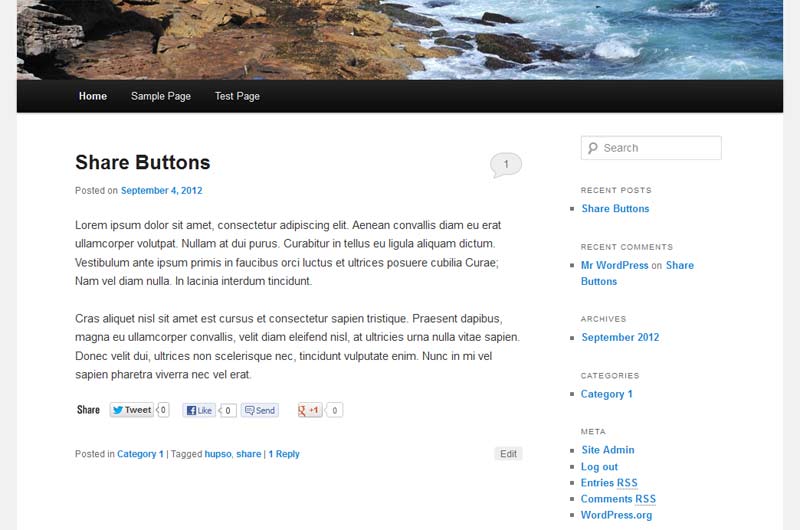 Home Sample Page Test Page
Share Buttons
1
Posted on September 4, 2012
Lorem ipsum dolor sit amet, consectetur adipiscing elit. Aenean convallis diam eu erat
ullamcorper volutpat. Nullam at dui purus. Curabitur in tellus eu ligula aliquam dictum.
Vestibulum ante ipsum primis in faucibus orci luctus et ultrices posuere cubilia Curae;
Nam vel diam nulla. In lacinia interdum tincidunt.
Cras aliquet nisl sit amet est cursus et consectetur sapien tristique. Praesent dapibus,
magna eu ullamcorper convallis, velit diam eleifend nisl, at ultricies urna nulla vitae sapien.
Donec velit dui, ultrices non scelerisque nec, tincidunt vulputate enim. Nunc in mi vel
sapien pharetra viverra nec vel erat.
Share Tweet 0 Like 0 Send +1 0
Posted in Category 1 | Tagged hupso, share | 1 Reply Edit
Search
RECENT POSTS
Share Buttons
RECENT COMMENTS
Mr WordPress on Share
Buttons
ARCHIVES
September 2012
CATEGORIES
Category 1
META
Site Admin
Log out
Entries RSS
Comments RSS
WordPress.org